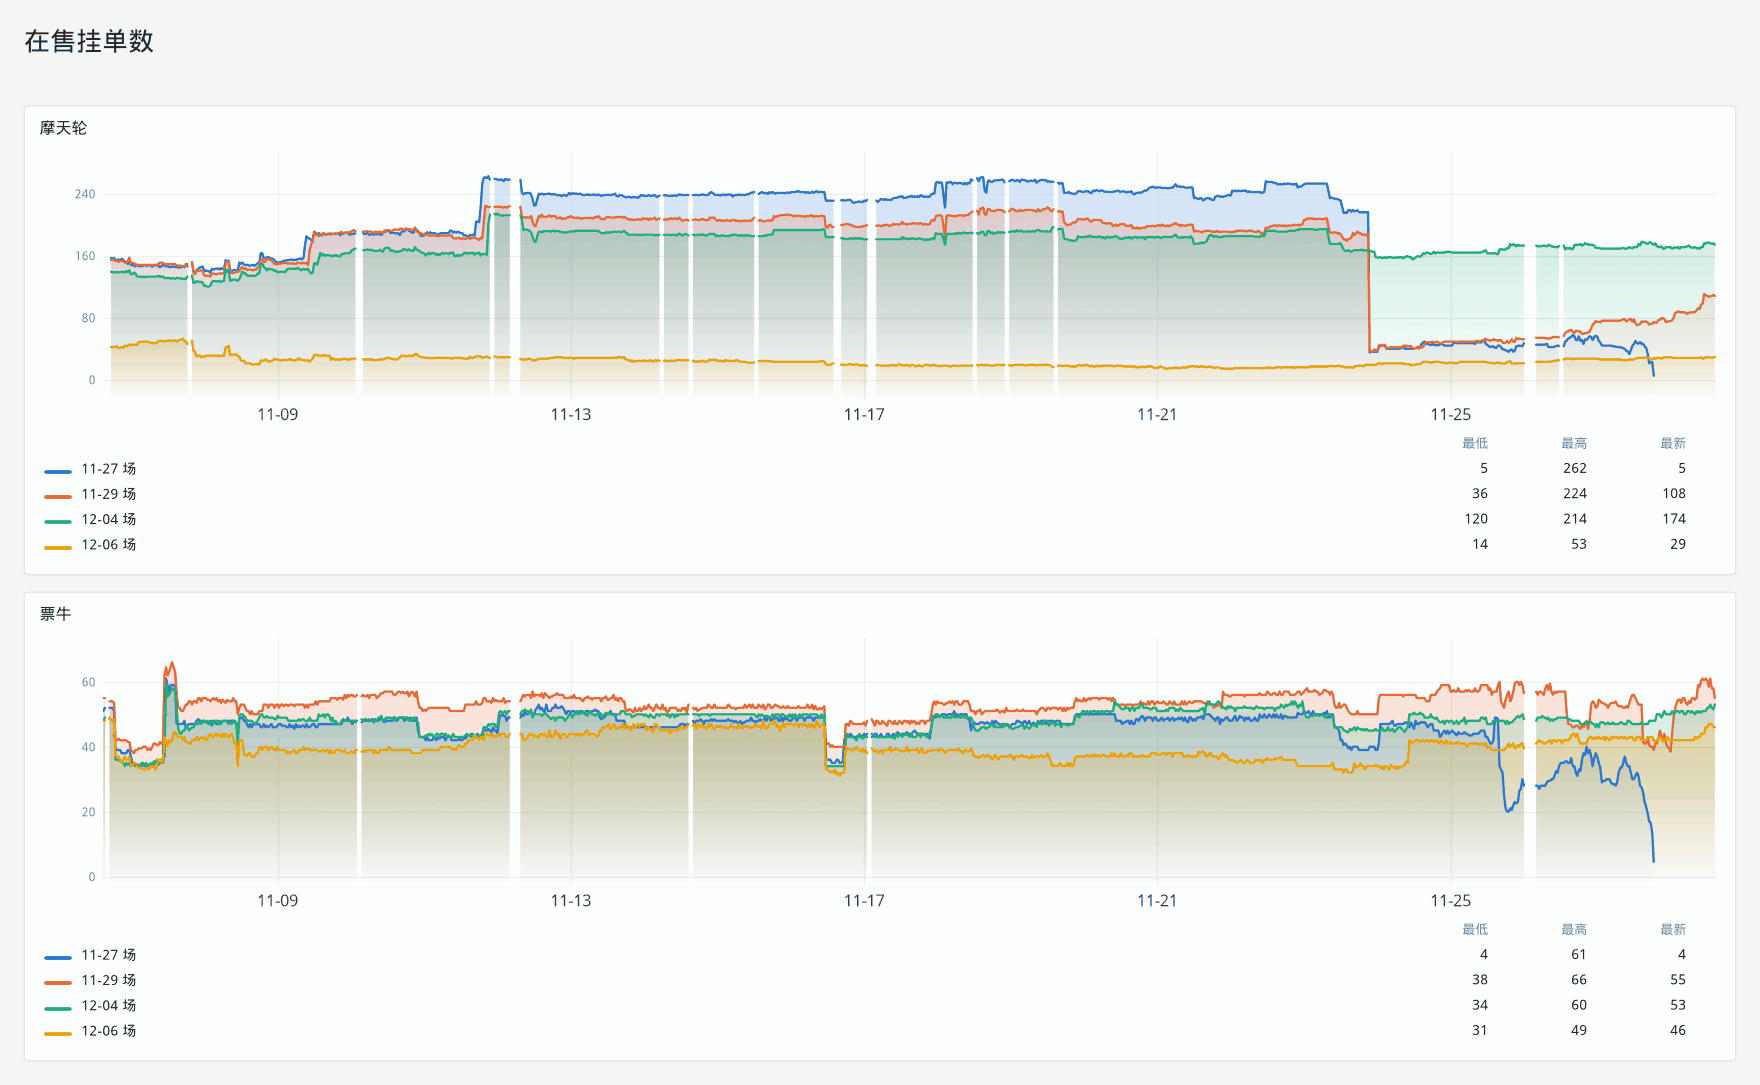 在售挂单数
摩天轮
240
160
80
0
11-09 11-13 11-17 11-21 11-25
最低 最高 最新
11-27 场 5 262 5
11-29 场 36 224 108
12-04 场 120 214 174
12-06 场 14 53 29
票牛
60
40
20
0
11-09 11-13 11-17 11-21 11-25
最低 最高 最新
11-27 场 4 61 4
11-29 场 38 66 55
12-04 场 34 60 53
12-06 场 31 49 46